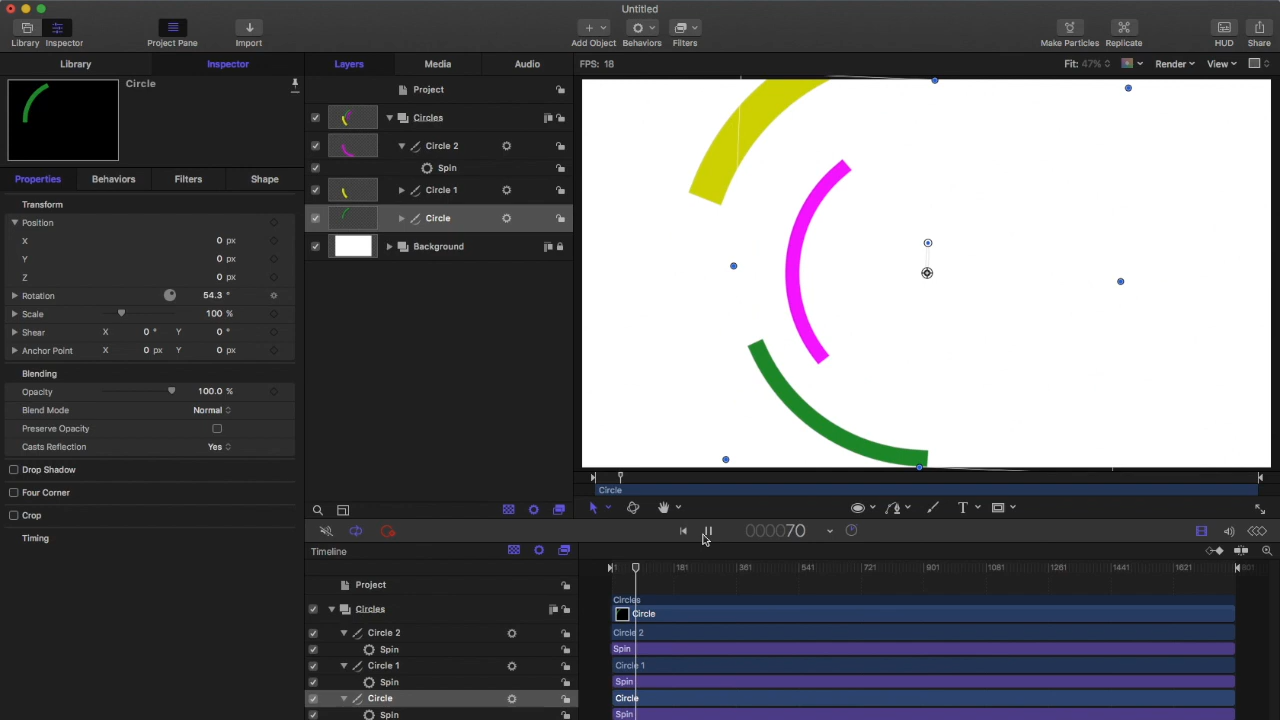 Untitled
Library Inspector Project Pane Import Add Object Behaviors Filters Make Particles Replicate HUD Share
Library Inspector Layers Media Audio FPS: 18 Fit: 47% Render View
Circle
Project
Circles
Circle 2
Spin
Circle 1
Circle
Background
Properties Behaviors Filters Shape
Transform
Position
X 0 px
Y 0 px
Z 0 px
Rotation 54.3 °
Scale 100 %
Shear X 0 ° Y 0 °
Anchor Point X 0 px Y 0 px
Blending
Opacity 100.0 %
Blend Mode Normal
Preserve Opacity
Casts Reflection Yes
Drop Shadow
Four Corner
Crop
Timing
Circle
T
000070
Timeline
1 181 361 541 721 901 1081 1261 1441 1621 801
Project
Circles
Circles
Circle
Circle 2
Circle 2
Spin
Spin
Circle 1
Circle 1
Spin
Spin
Circle
Circle
Spin
Spin